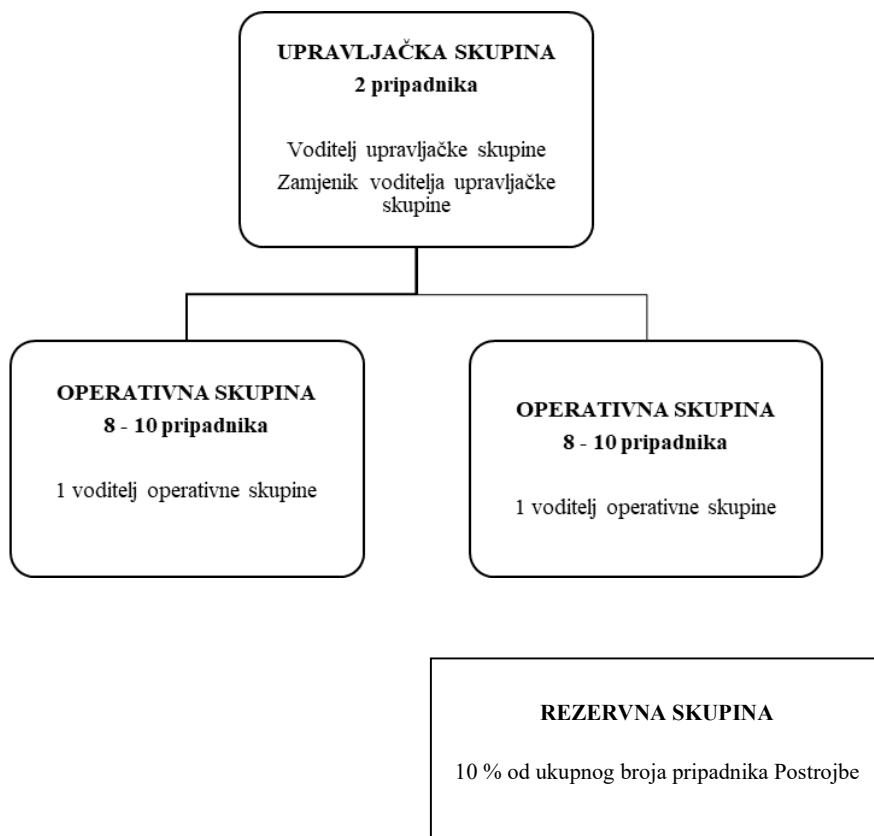 UPRAVLJAČKA SKUPINA
2 pripadnika
Voditelj upravljačke skupine
Zamjenik voditelja upravljačke
skupine
OPERATIVNA SKUPINA
8 - 10 pripadnika
1 voditelj operativne skupine
OPERATIVNA SKUPINA
8 - 10 pripadnika
1 voditelj operativne skupine
REZERVNA SKUPINA
10 % od ukupnog broja pripadnika Postrojbe